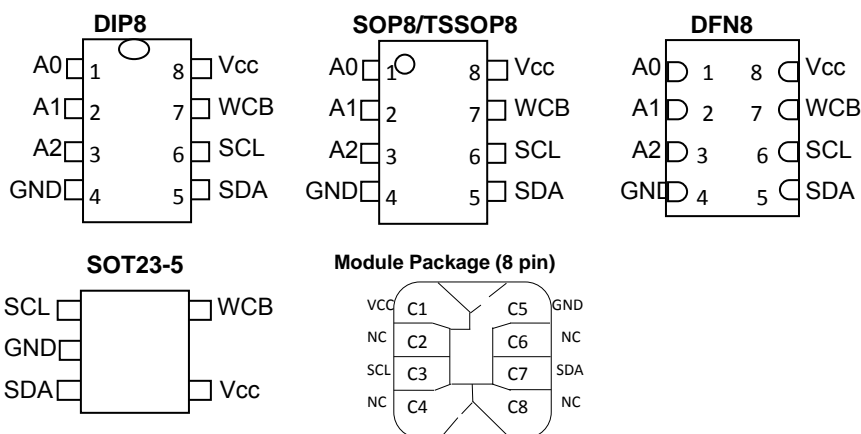 DIP8 SOP8/TSSOP8 DFN8
A0 1 8 Vcc A0 1 8 Vcc A0 1 8 Vcc
A1 2 7 WCB A1 2 7 WCB A1 2 7 WCB
A2 3 6 SCL A2 3 6 SCL A2 3 6 SCL
GND 4 5 SDA GND 4 5 SDA GND 4 5 SDA
SOT23-5 Module Package (8 pin)
SCL WCB VCC C1 C5 GND
GND NC C2 C6 NC
SCL C3 C7 SDA
SDA Vcc NC C4 C8 NC